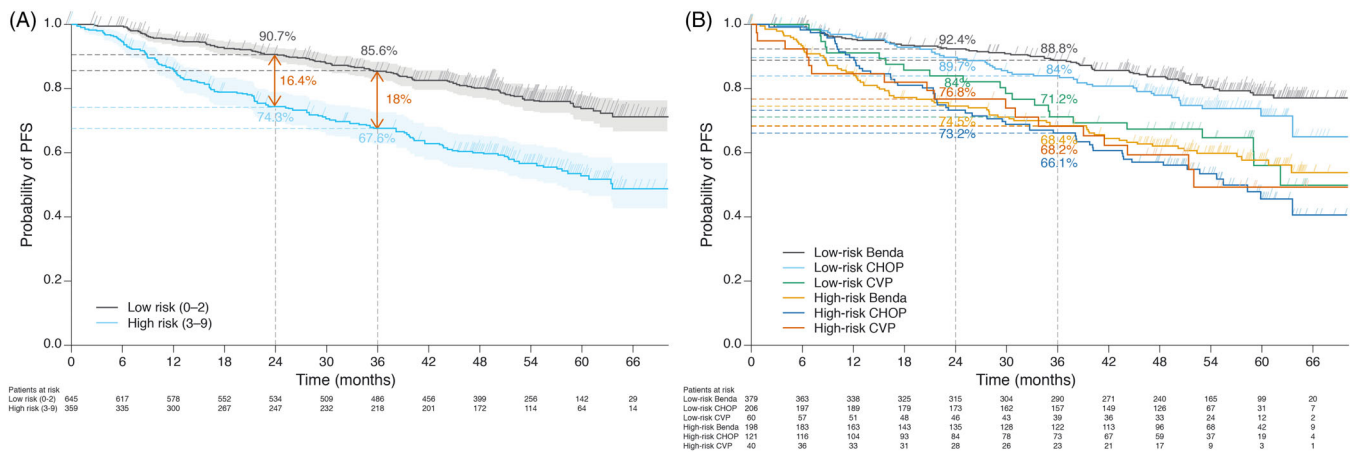 (A)
Probability of PFS
1.0
0.8
0.6
0.4
0.2
0.0
90.7%
85.6%
16.4%
18%
74.3%
67.6%
Low risk (0–2)
High risk (3–9)
0 6 12 18 24 30 36 42 48 54 60 66
Time (months)
Patients at risk
Low risk (0-2) 645 617 578 552 534 509 486 456 399 256 142 29
High risk (3-9) 359 335 300 267 247 232 218 201 172 114 64 14
(B)
Probability of PFS
1.0
0.8
0.6
0.4
0.2
0.0
92.4%
88.8%
89.7%
84%
84%
76.8%
71.2%
74.5%
73.2%
68.4%
68.2%
66.1%
Low-risk Benda
Low-risk CHOP
Low-risk CVP
High-risk Benda
High-risk CHOP
High-risk CVP
0 6 12 18 24 30 36 42 48 54 60 66
Time (months)
Patients at risk
Low-risk Benda 379 363 338 325 315 304 290 271 240 165 99 20
Low-risk CHOP 206 197 189 179 173 162 157 149 126 67 31 7
Low-risk CVP 60 57 51 48 46 43 39 36 33 24 12 2
High-risk Benda 198 183 163 143 135 128 122 113 96 68 42 9
High-risk CHOP 121 116 104 93 84 78 73 67 59 37 19 4
High-risk CVP 40 36 33 31 28 26 23 21 17 9 3 1